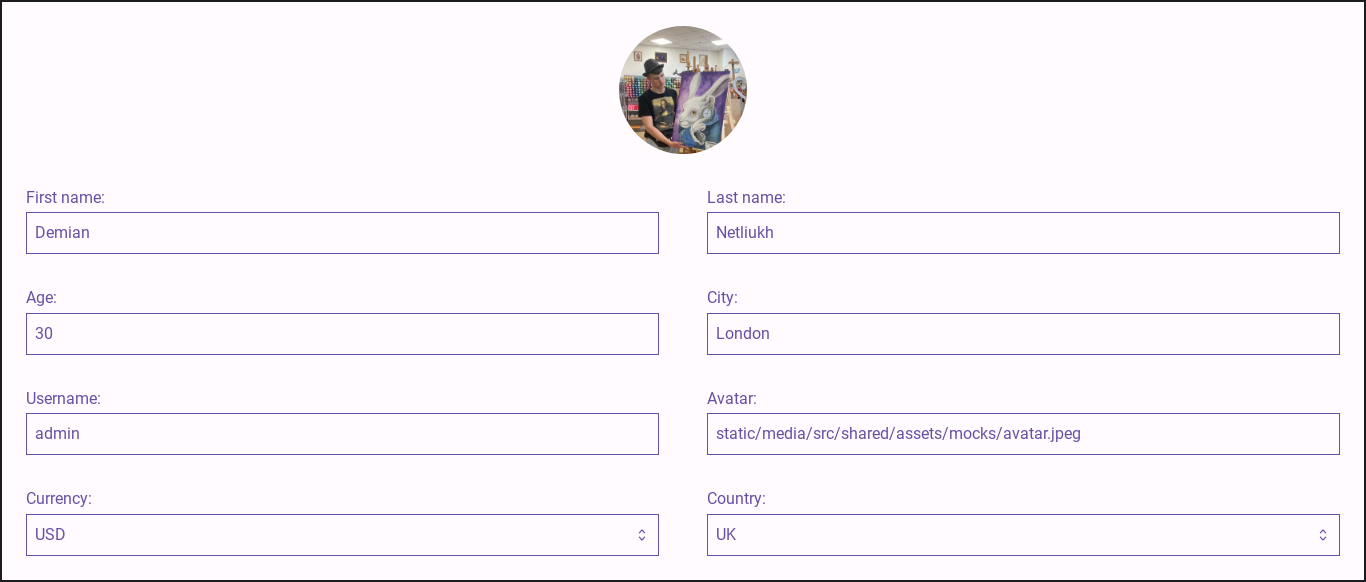 First name:
Last name:
Demian
Netliukh
Age:
City:
30
London
Username:
Avatar:
admin
static/media/src/shared/assets/mocks/avatar.jpeg
Currency:
Country:
USD
UK